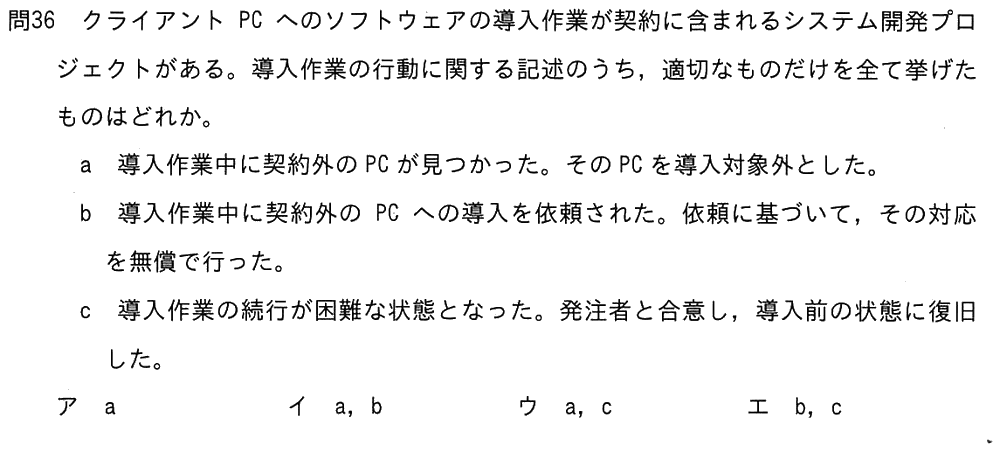 問36 クライアント PC へのソフトウェアの導入作業が契約に含まれるシステム開発プロ
ジェクトがある。導入作業の行動に関する記述のうち，適切なものだけを全て挙げた
ものはどれか。
a 導入作業中に契約外のPCが見つかった。そのPCを導入対象外とした。
b 導入作業中に契約外の PC への導入を依頼された。依頼に基づいて，その対応
を無償で行った。
c 導入作業の続行が困難な状態となった。発注者と合意し，導入前の状態に復旧
した。
ア a イ a，b ウ a，c エ b，c